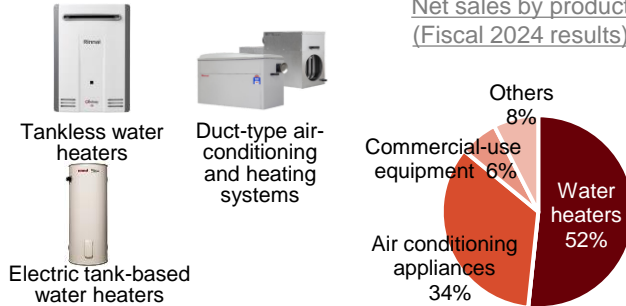 Net sales by product
(Fiscal 2024 results)
Rinnai
Tankless water
heaters
Duct-type air-
conditioning
and heating
systems
Electric tank-based
water heaters
Others
8%
Commercial-use
equipment 6%
Water
heaters
52%
Air conditioning
appliances
34%